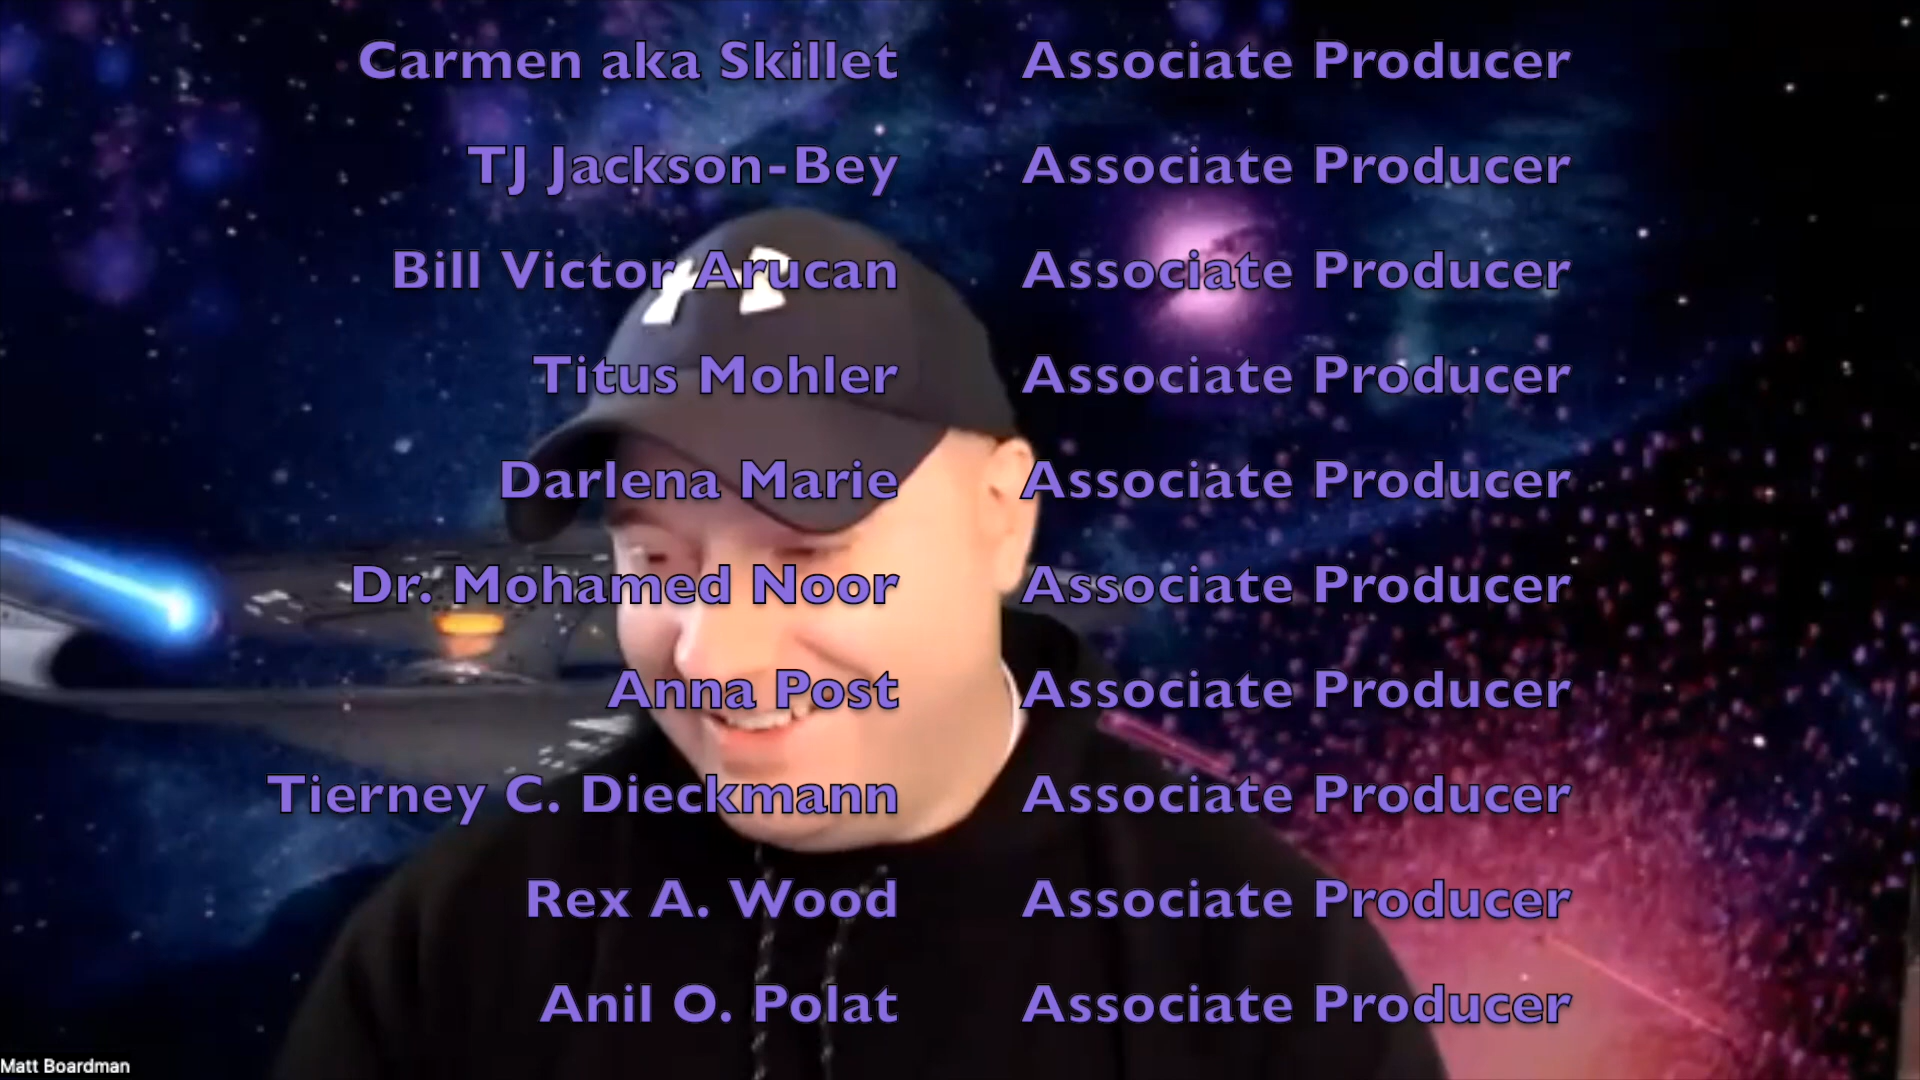 Carmen aka Skillet Associate Producer
TJ Jackson-Bey Associate Producer
Bill Victor Arucan Associate Producer
Titus Mohler Associate Producer
Darlena Marie Associate Producer
Dr. Mohamed Noor Associate Producer
Anna Post Associate Producer
Tierney C. Dieckmann Associate Producer
Rex A. Wood Associate Producer
Anil O. Polat Associate Producer
Matt Boardman